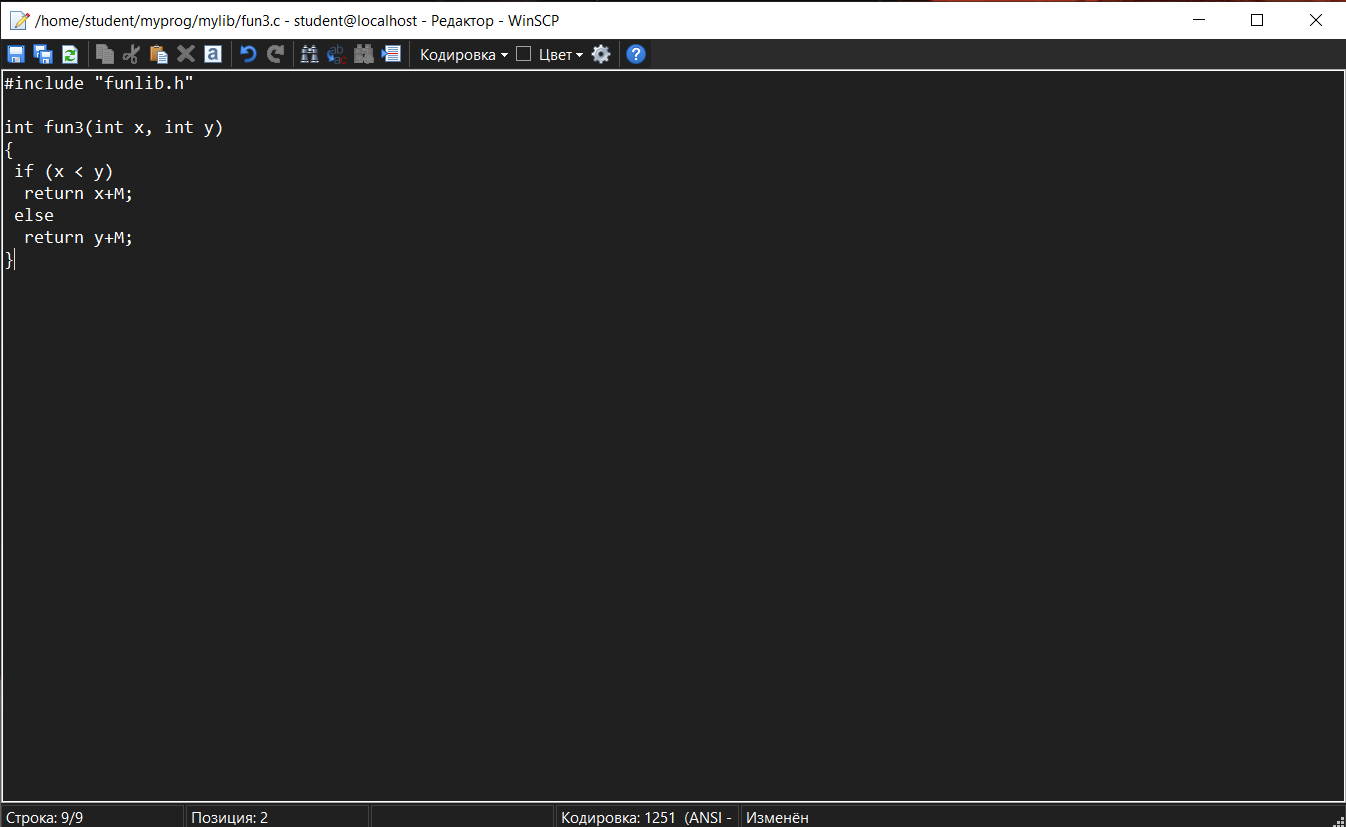 /home/student/myprog/mylib/fun3.c - student@localhost - Редактор - WinSCP
Кодировка Цвет
#include "funlib.h"
int fun3(int x, int y)
{
if (x < y)
return x+M;
else
return y+M;
}
Строка: 9/9 Позиция: 2 Кодировка: 1251 (ANSI - Изменён